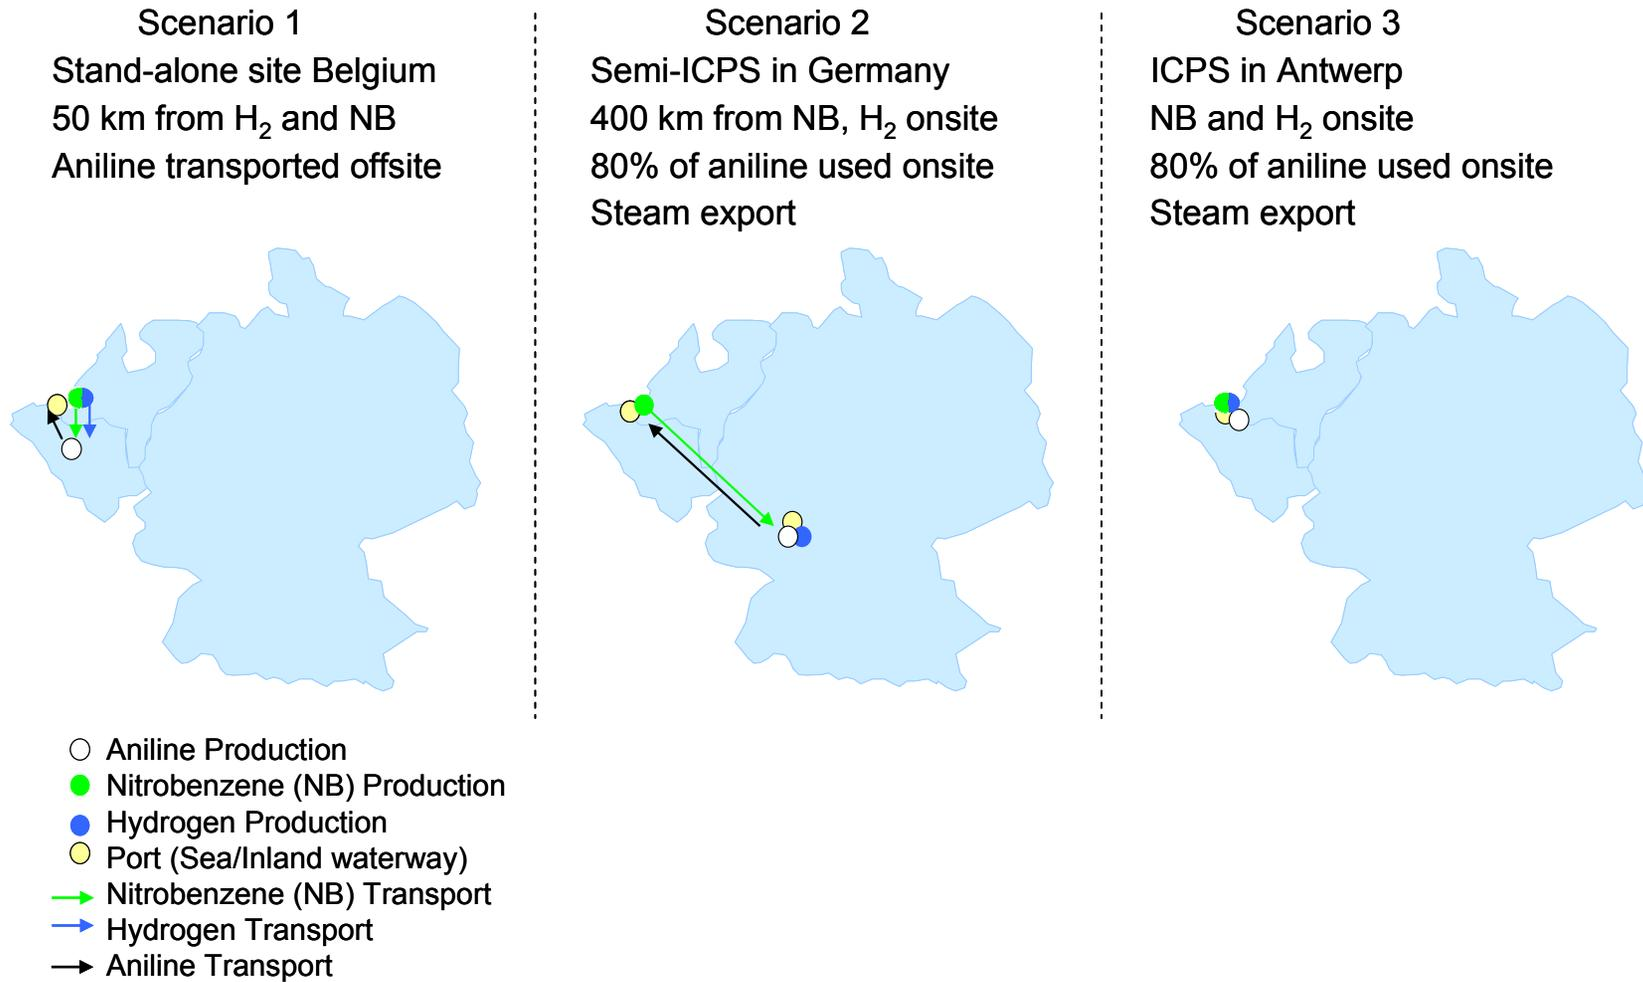 Scenario 1
Stand-alone site Belgium
50 km from H2 and NB
Aniline transported offsite
Scenario 2
Semi-ICPS in Germany
400 km from NB, H2 onsite
80% of aniline used onsite
Steam export
Scenario 3
ICPS in Antwerp
NB and H2 onsite
80% of aniline used onsite
Steam export
Aniline Production
Nitrobenzene (NB) Production
Hydrogen Production
Port (Sea/Inland waterway)
Nitrobenzene (NB) Transport
Hydrogen Transport
Aniline Transport